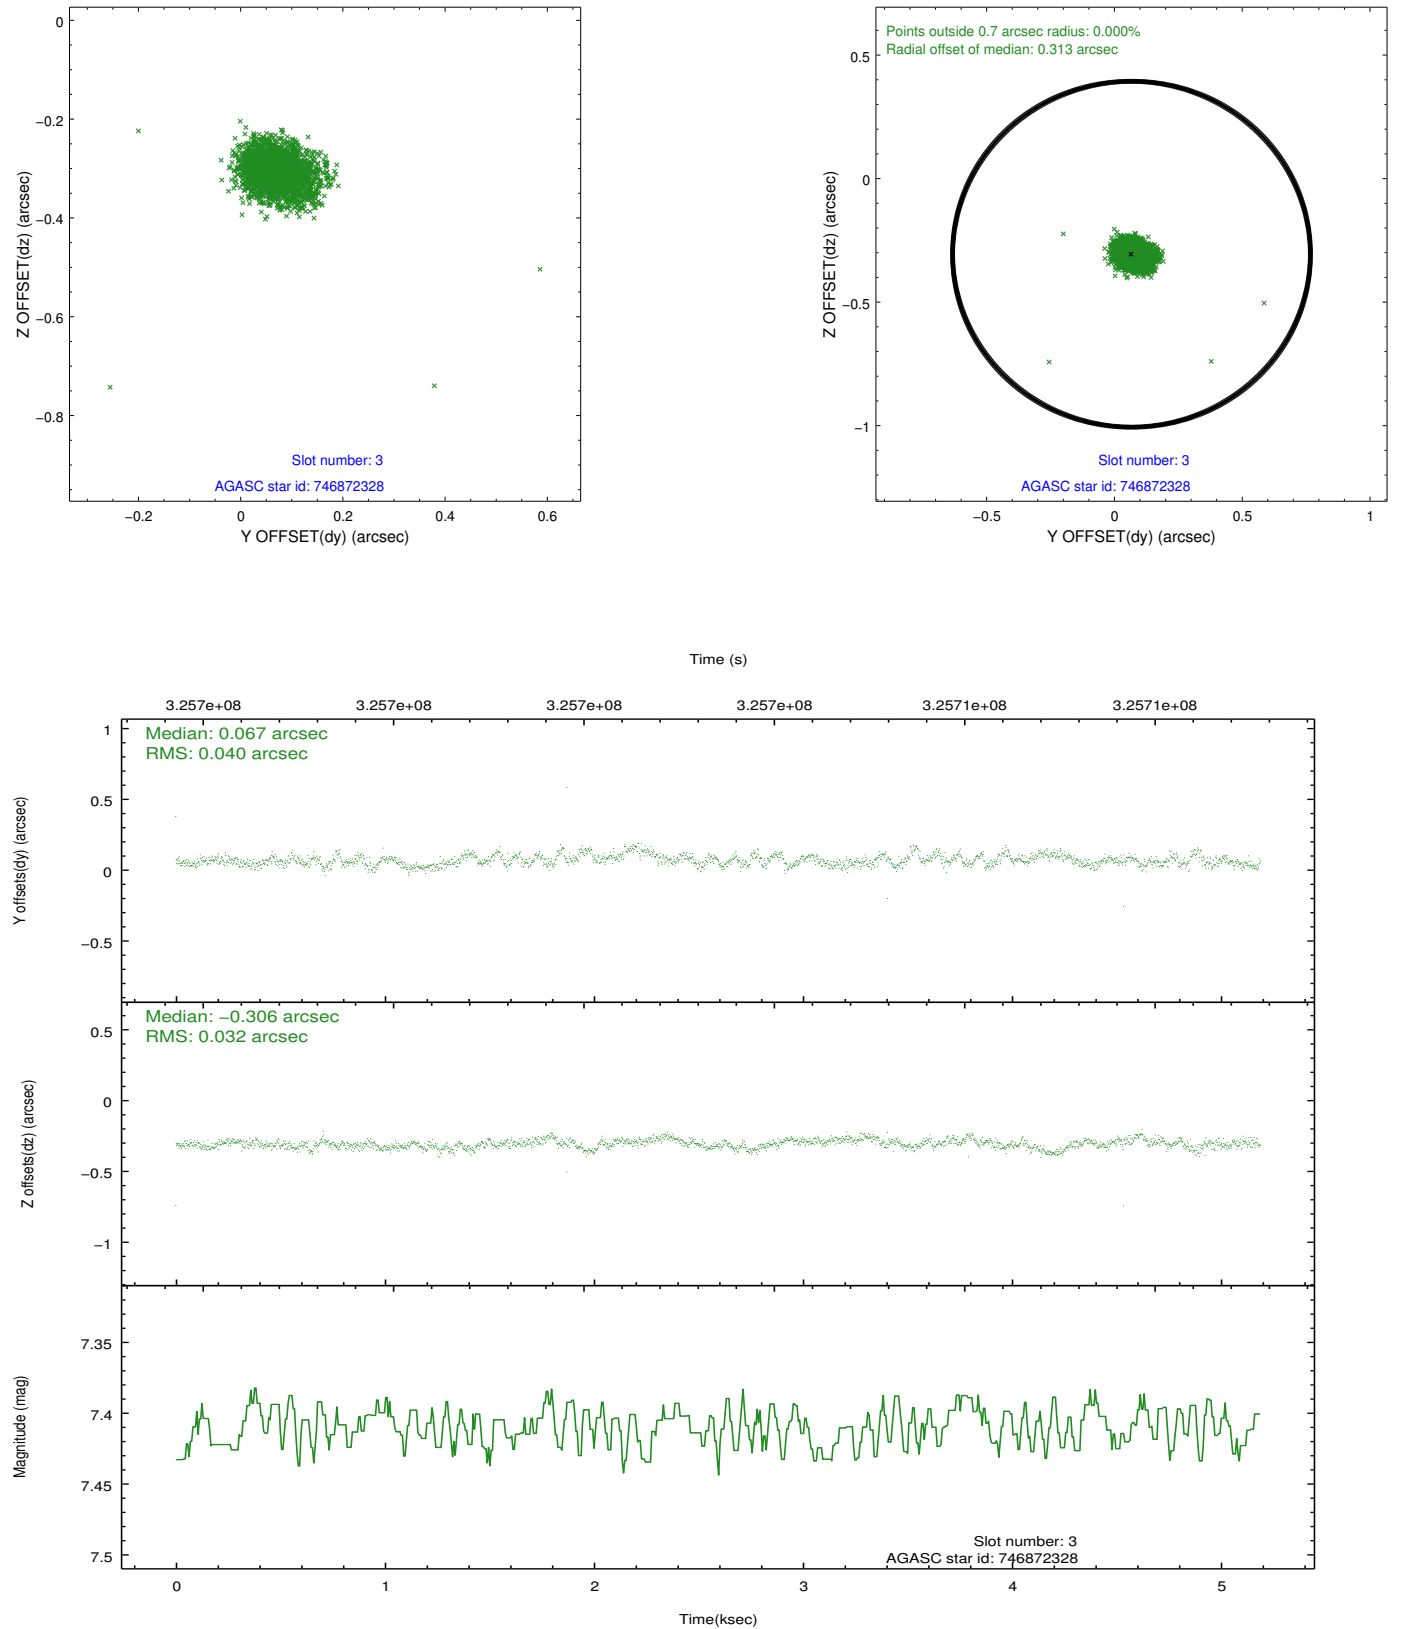 0
−0.2
−0.4
−0.6
−0.8
Z OFFSET(dz) (arcsec)
Slot number: 3
AGASC star id: 746872328
−0.2 0 0.2 0.4 0.6
Y OFFSET(dy) (arcsec)
Points outside 0.7 arcsec radius: 0.000%
Radial offset of median: 0.313 arcsec
0.5
0
−0.5
−1
Z OFFSET(dz) (arcsec)
Slot number: 3
AGASC star id: 746872328
−0.5 0 0.5 1
Y OFFSET(dy) (arcsec)
Time (s)
3.257e+08 3.257e+08 3.257e+08 3.257e+08 3.2571e+08 3.2571e+08
Median: 0.067 arcsec
RMS: 0.040 arcsec
1
0.5
0
−0.5
Y offsets(dy) (arcsec)
Median: −0.306 arcsec
RMS: 0.032 arcsec
0.5
0
−0.5
−1
Z offsets(dz) (arcsec)
7.35
7.4
7.45
7.5
Magnitude (mag)
Slot number: 3
AGASC star id: 746872328
0 1 2 3 4 5
Time(ksec)